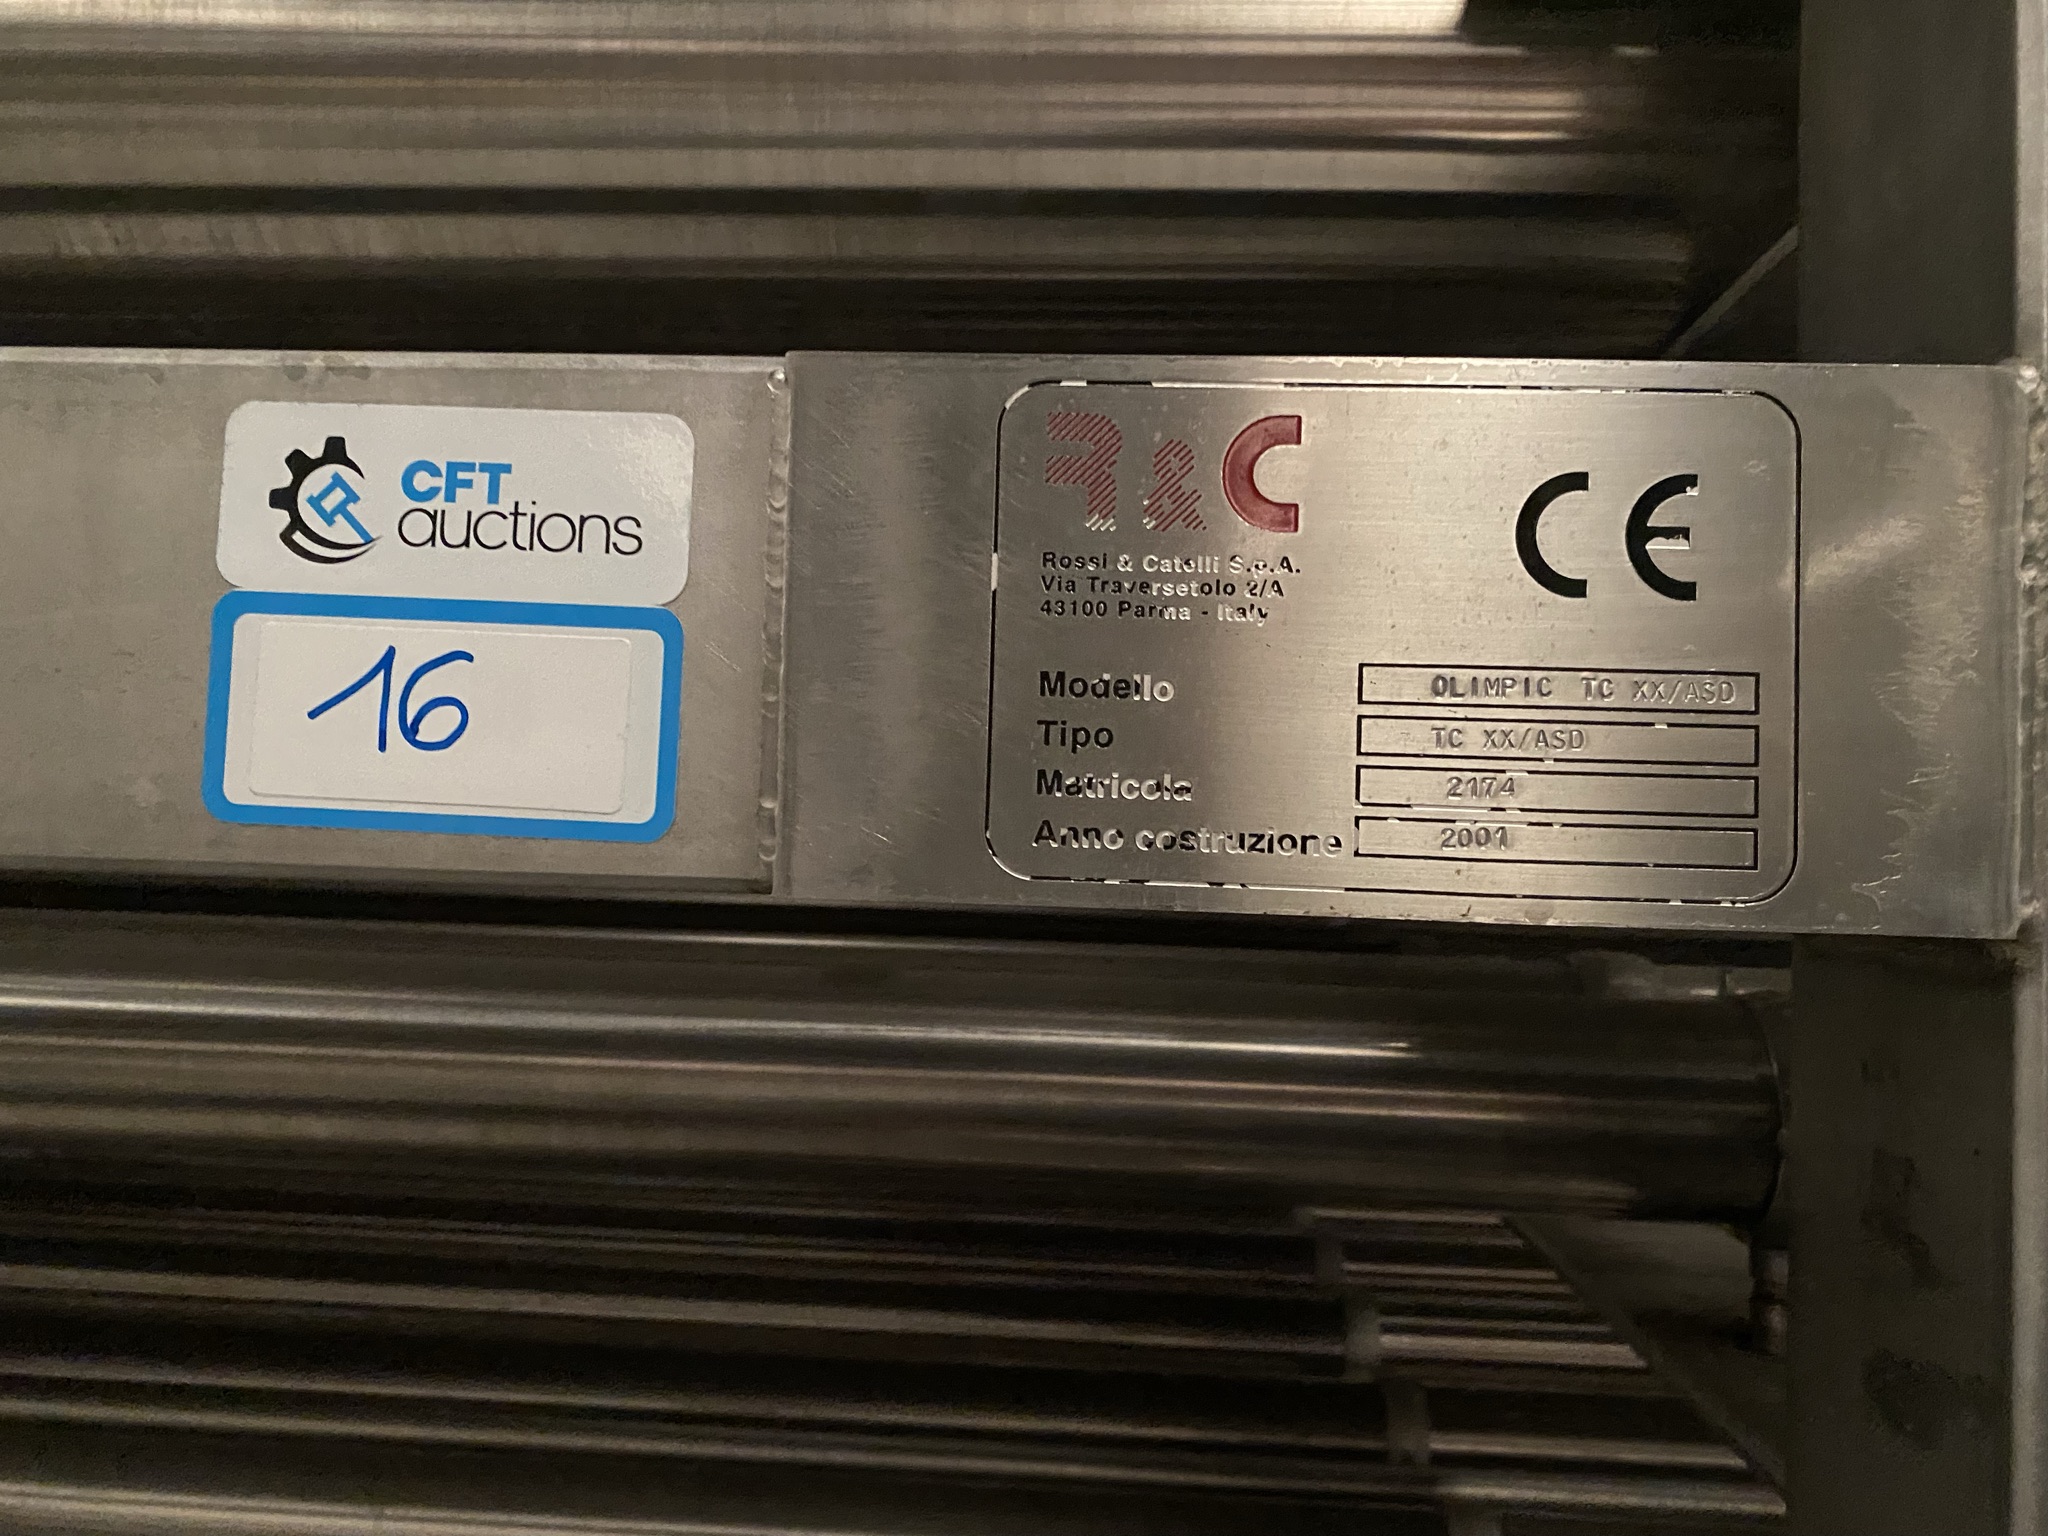 CFT
auctions
16
R&C
CE
Rossi & Catelli S.p.A.
Via Traversetolo 2/A
43100 Parma - Italy
Modello OLIMPIC TC XX/ASD
Tipo TC XX/ASD
Matricola 2174
Anno costruzione 2001